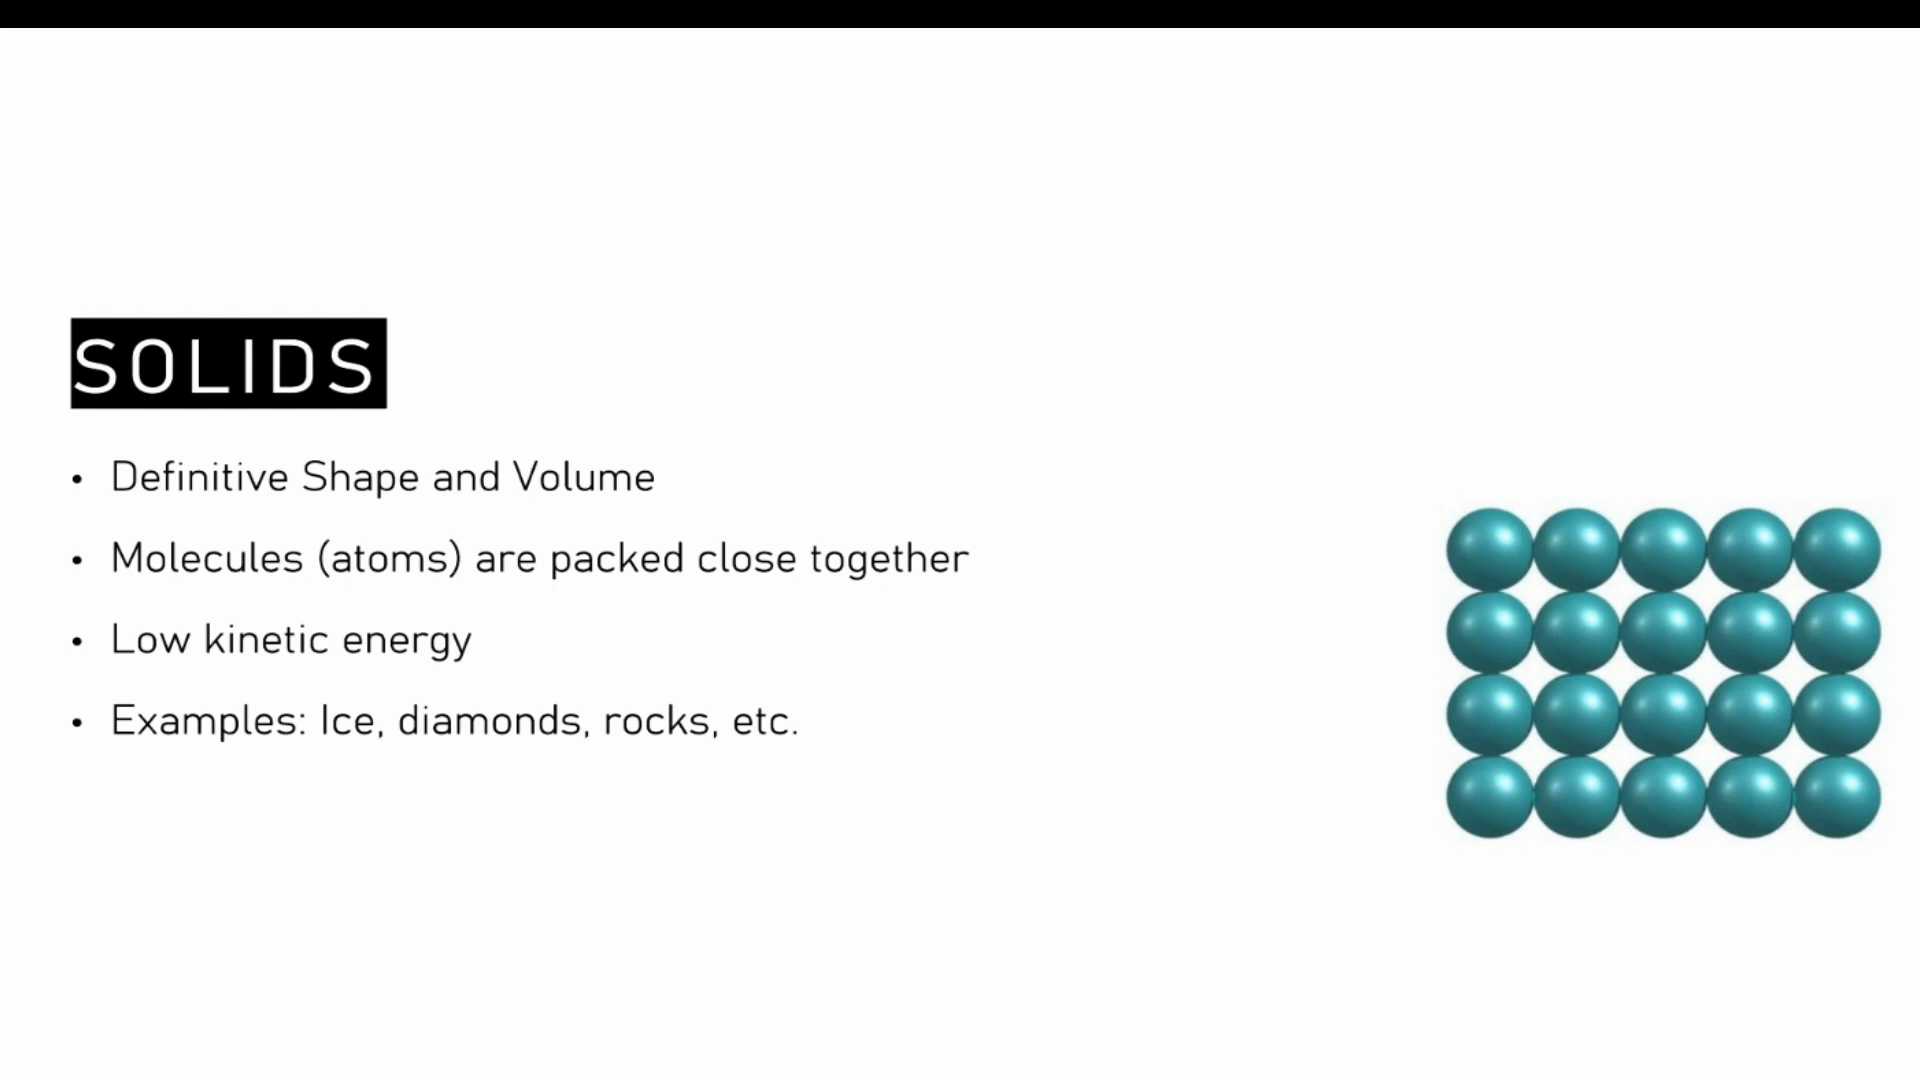 SOLIDS
• Definitive Shape and Volume
• Molecules (atoms) are packed close together
• Low kinetic energy
• Examples: Ice, diamonds, rocks, etc.